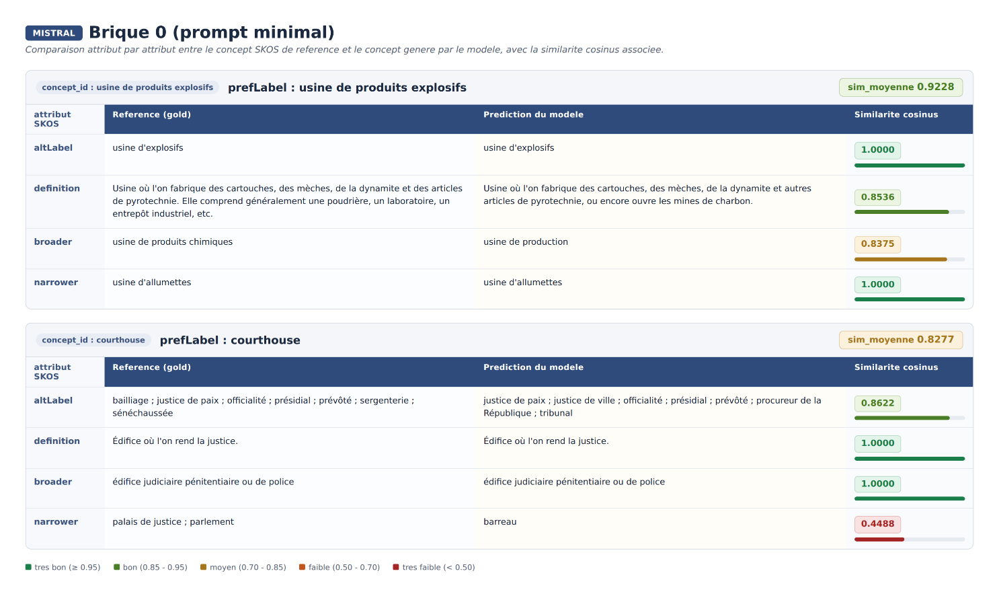 MISTRAL Brique 0 (prompt minimal)
Comparaison attribut par attribut entre le concept SKOS de reference et le concept genere par le modele, avec la similarite cosinus associee.
concept_id : usine de produits explosifs prefLabel : usine de produits explosifs sim_moyenne 0.9228
attribut SKOS Reference (gold) Prediction du modele Similarite cosinus
altLabel usine d'explosifs usine d'explosifs 1.0000
definition
Usine où l'on fabrique des cartouches, des mèches, de la dynamite et des articles
de pyrotechnie. Elle comprend généralement une poudrière, un laboratoire, un
entrepôt industriel, etc.
Usine où l'on fabrique des cartouches, des mèches, de la dynamite et autres
articles de pyrotechnie, ou encore ouvre les mines de charbon.
0.8536
broader usine de produits chimiques usine de production 0.8375
narrower usine d'allumettes usine d'allumettes 1.0000
concept_id : courthouse prefLabel : courthouse sim_moyenne 0.8277
attribut SKOS Reference (gold) Prediction du modele Similarite cosinus
altLabel
bailliage ; justice de paix ; officialité ; présidial ; prévôté ; sergenterie ;
sénéchaussée
justice de paix ; justice de ville ; officialité ; présidial ; prévôté ; procureur de la
République ; tribunal
0.8622
definition Édifice où l'on rend la justice. Édifice où l'on rend la justice. 1.0000
broader édifice judiciaire pénitentiaire ou de police édifice judiciaire pénitentiaire ou de police 1.0000
narrower palais de justice ; parlement barreau 0.4488
tres bon (≥ 0.95) bon (0.85 - 0.95) moyen (0.70 - 0.85) faible (0.50 - 0.70) tres faible (< 0.50)